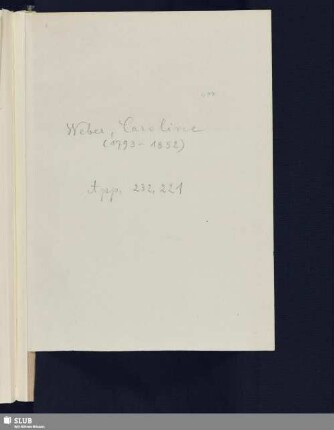 Weber, Caroline
(1793-1852)
App. 232, 221
SLUB